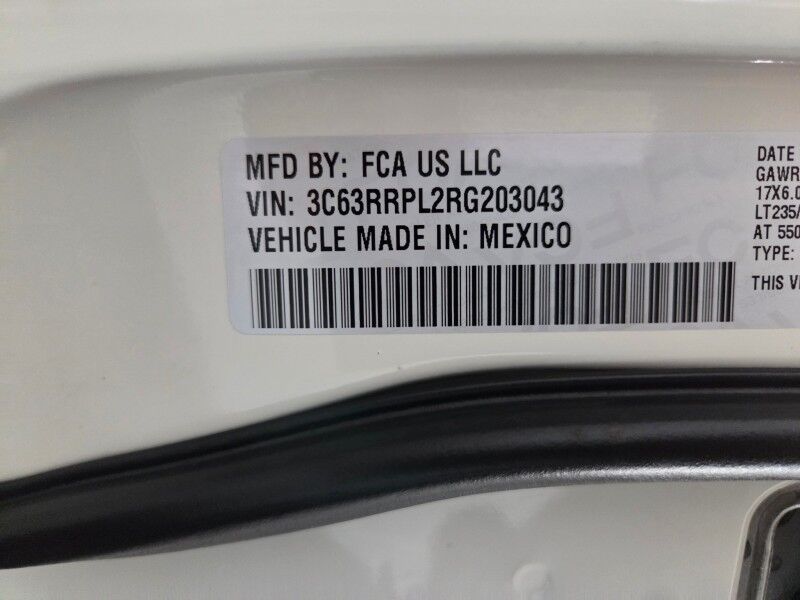 MFD BY: FCA US LLC
VIN: 3C63RRPL2RG203043
VEHICLE MADE IN: MEXICO
DATE
GAWR
17X6.0
LT235/
AT 550
TYPE:
THIS VE